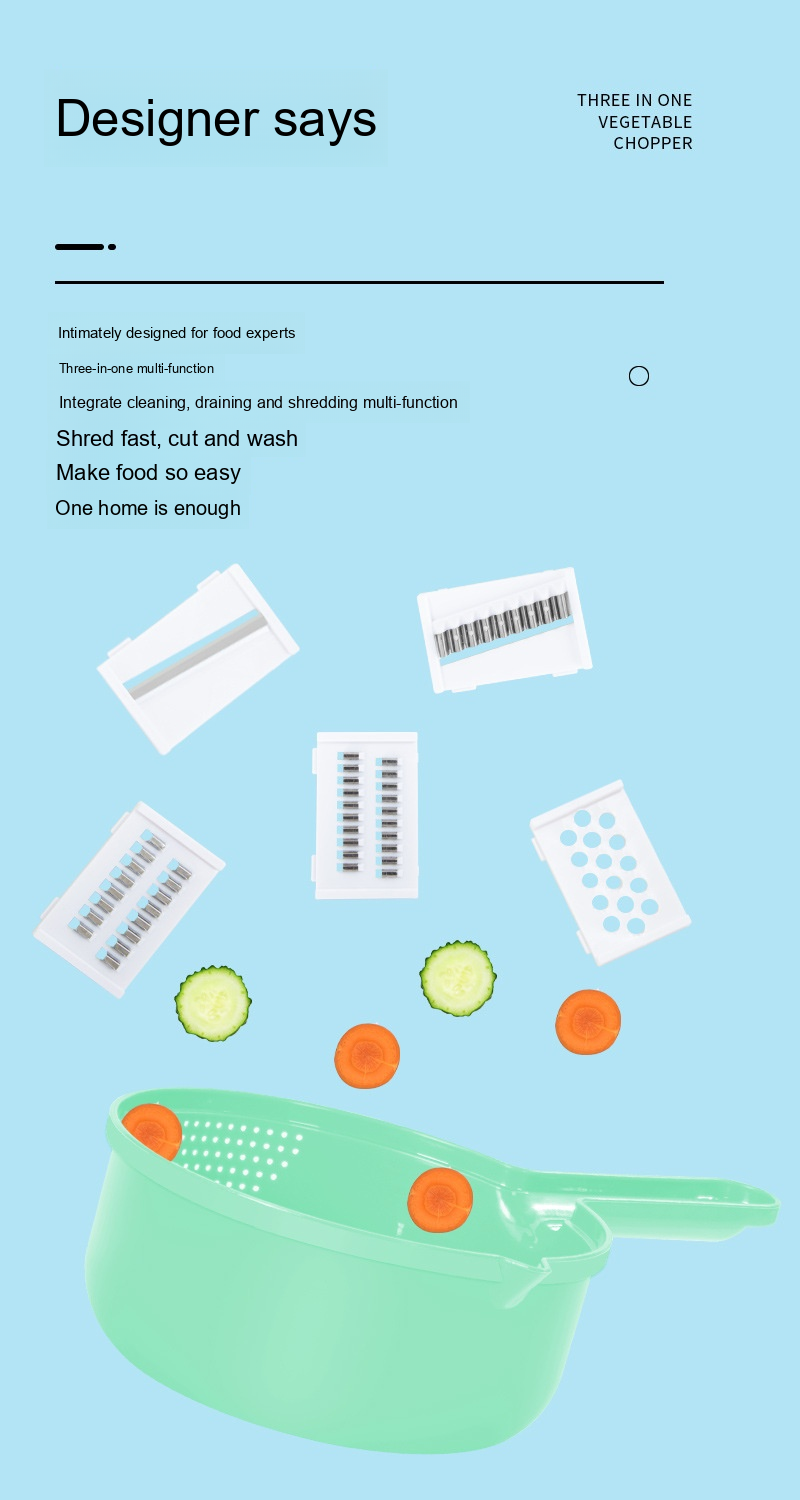 Designer says
THREE IN ONE
VEGETABLE
CHOPPER
Intimately designed for food experts
Three-in-one multi-function
Integrate cleaning, draining and shredding multi-function
Shred fast, cut and wash
Make food so easy
One home is enough